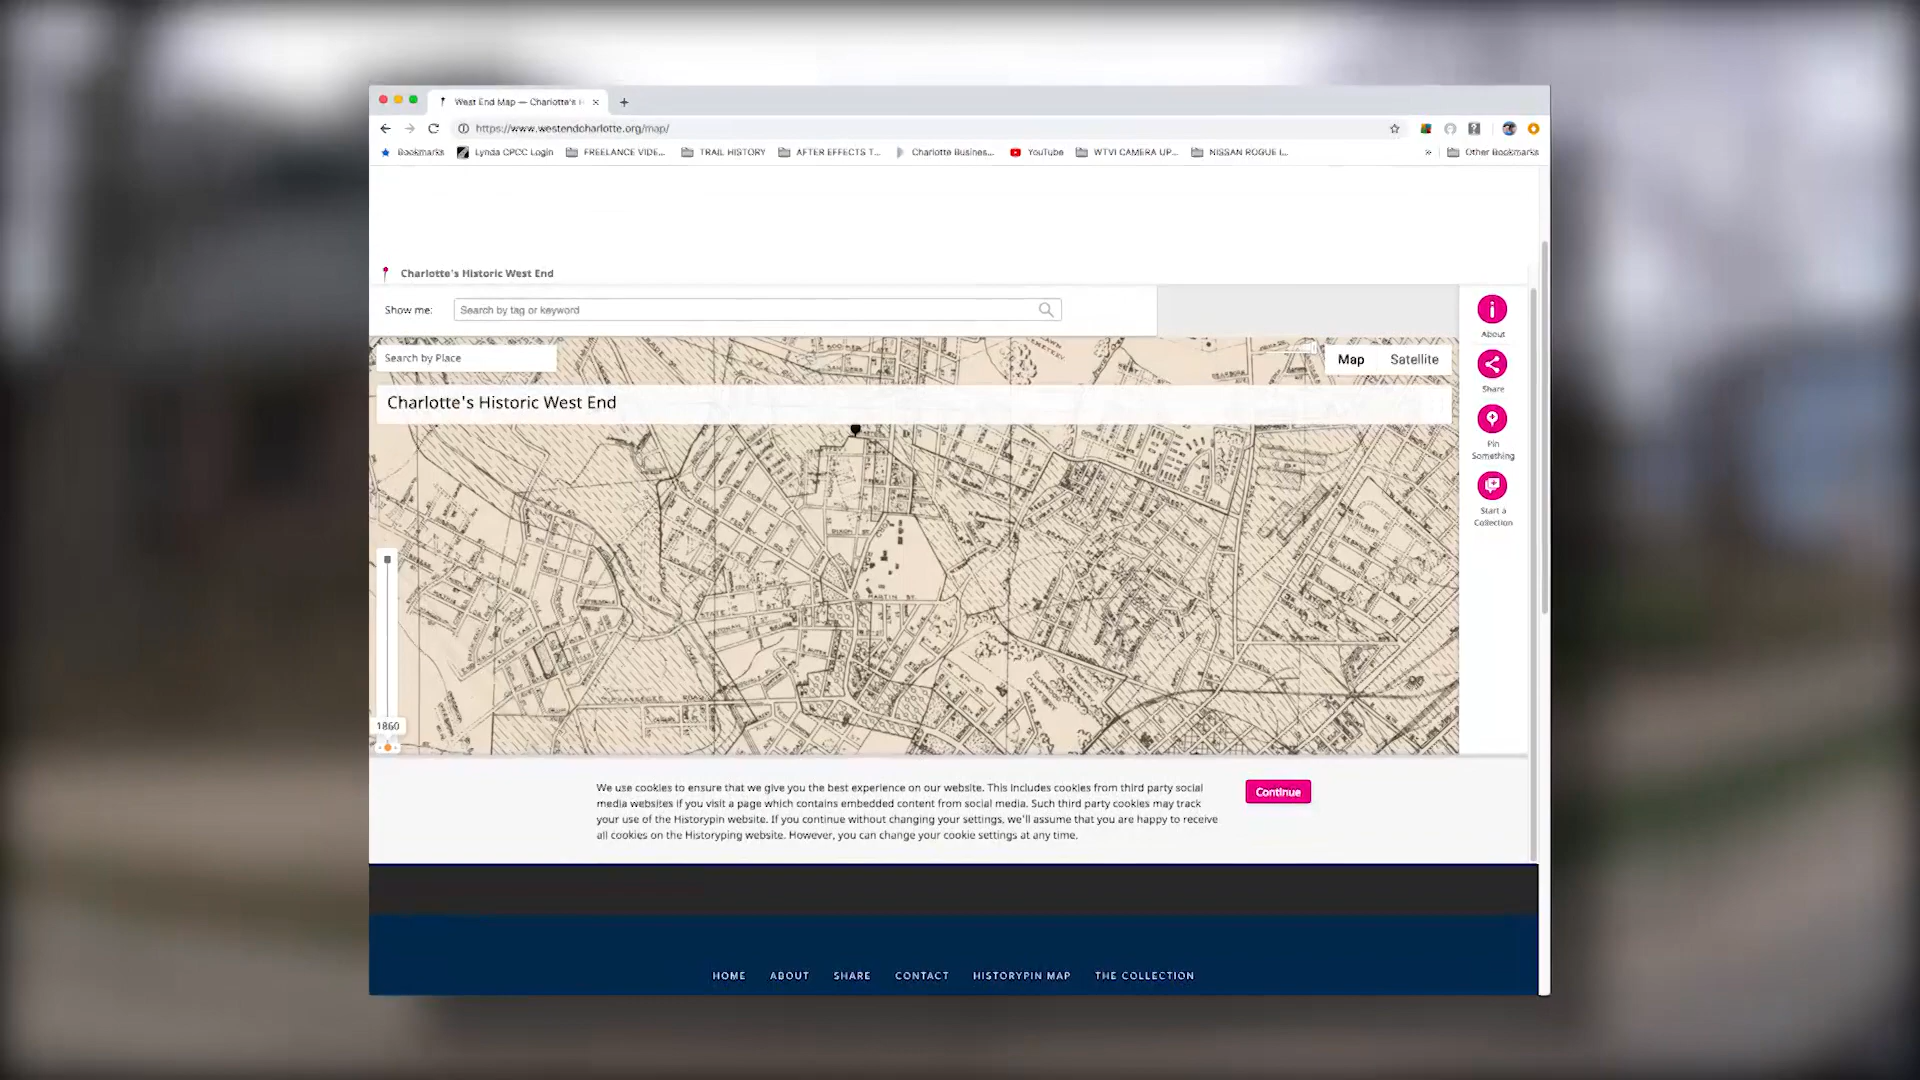 West End Map — Charlotte's H
https://www.westendcharlotte.org/map/
Bookmarks
Lynda CPCC Login
FREELANCE VIDE...
TRAIL HISTORY
AFTER EFFECTS T...
Charlotte Busines...
YouTube
WTVI CAMERA UP...
NISSAN ROGUE I...
Other Bookmarks
Charlotte's Historic West End
Show me:
Search by tag or keyword
About
Search by Place
Map
Satellite
Share
Charlotte's Historic West End
Pin
Something
Start a
Collection
MARTIN ST.
STATE ST.
1860
We use cookies to ensure that we give you the best experience on our website. This includes cookies from third party social
media websites if you visit a page which contains embedded content from social media. Such third party cookies may track
your use of the Historypin website. If you continue without changing your settings, we'll assume that you are happy to receive
all cookies on the Historyping website. However, you can change your cookie settings at any time.
Continue
HOME
ABOUT
SHARE
CONTACT
HISTORYPIN MAP
THE COLLECTION